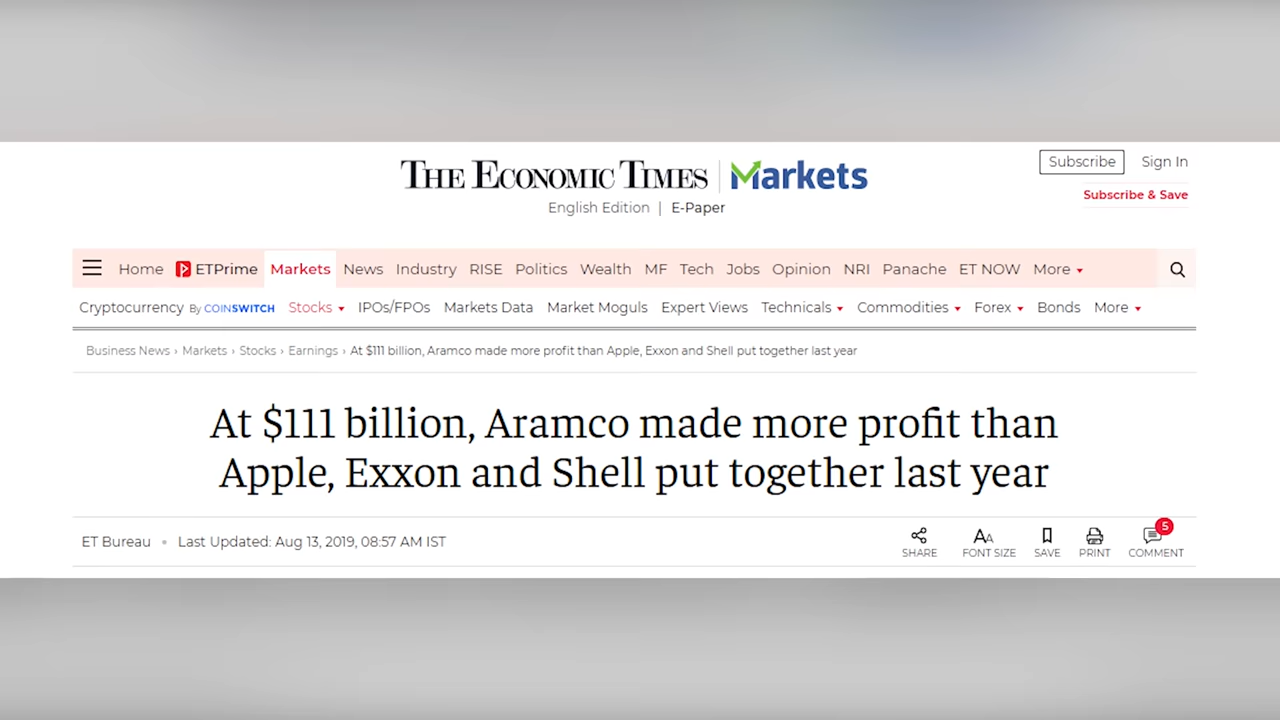 THE ECONOMIC TIMES | Markets
Subscribe Sign In
Subscribe & Save
English Edition | E-Paper
Home ETPrime Markets News Industry RISE Politics Wealth MF Tech Jobs Opinion NRI Panache ET NOW More
Cryptocurrency By COINSWITCH Stocks IPOs/FPOs Markets Data Market Moguls Expert Views Technicals Commodities Forex Bonds More
Business News › Markets › Stocks › Earnings › At $111 billion, Aramco made more profit than Apple, Exxon and Shell put together last year
At $111 billion, Aramco made more profit than
Apple, Exxon and Shell put together last year
ET Bureau • Last Updated: Aug 13, 2019, 08:57 AM IST
AA 5
SHARE FONT SIZE SAVE PRINT COMMENT